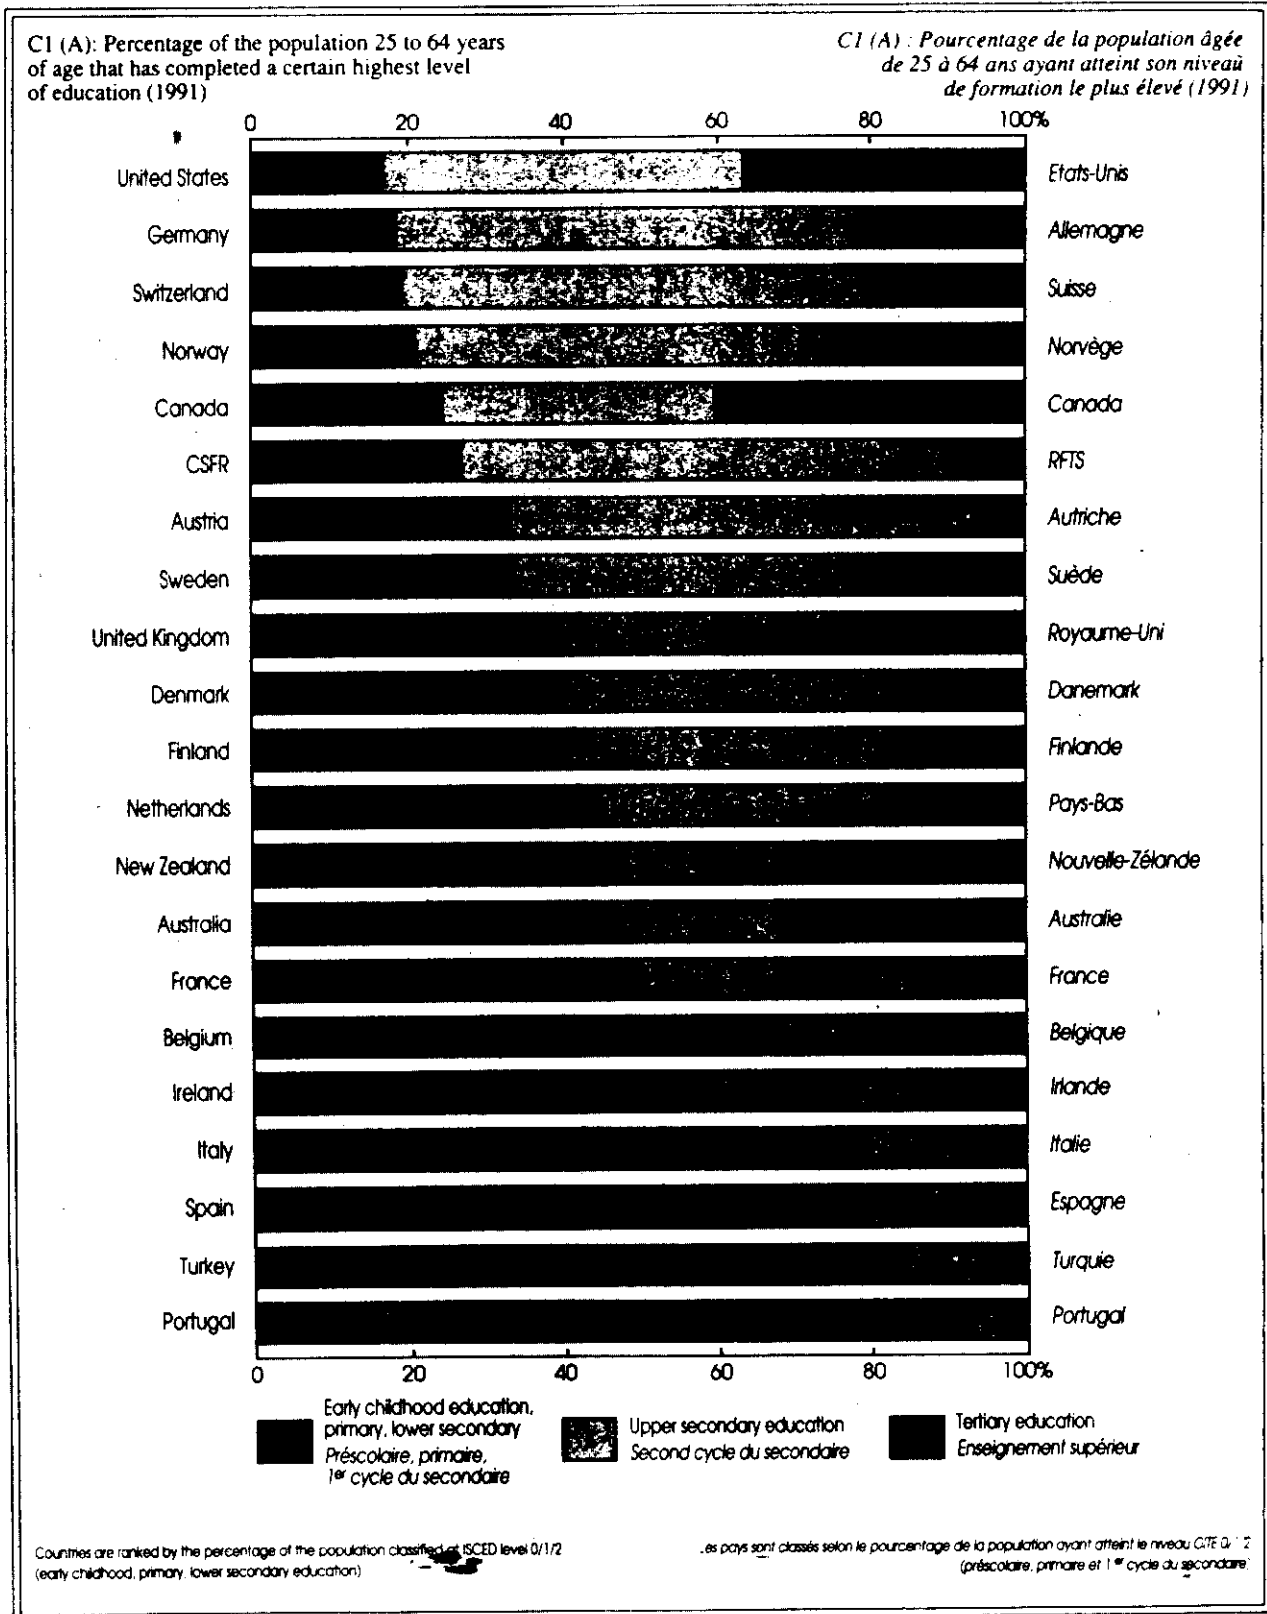 C1 (A): Percentage of the population 25 to 64 years
of age that has completed a certain highest level
of education (1991)
C1 (A) : Pourcentage de la population âgée
de 25 à 64 ans ayant atteint son niveau
de formation le plus élevé (1991)
0 20 40 60 80 100%
United States Etats-Unis
Germany Allemagne
Switzerland Suisse
Norway Norvège
Canada Canada
CSFR RFTS
Austria Autriche
Sweden Suède
United Kingdom Royaume-Uni
Denmark Danemark
Finland Finlande
Netherlands Pays-Bas
New Zealand Nouvelle-Zélande
Australia Australie
France France
Belgium Belgique
Ireland Irlande
Italy Italie
Spain Espagne
Turkey Turquie
Portugal Portugal
0 20 40 60 80 100%
Early childhood education,
primary, lower secondary
Préscolaire, primaire,
1er cycle du secondaire
Upper secondary education
Second cycle du secondaire
Tertiary education
Enseignement supérieur
Countries are ranked by the percentage of the population classified at ISCED level 0/1/2
(early childhood, primary, lower secondary education)
es pays sont classés selon le pourcentage de la population ayant atteint le niveau CITE
(préscolaire, primaire et 1er cycle du secondaire)